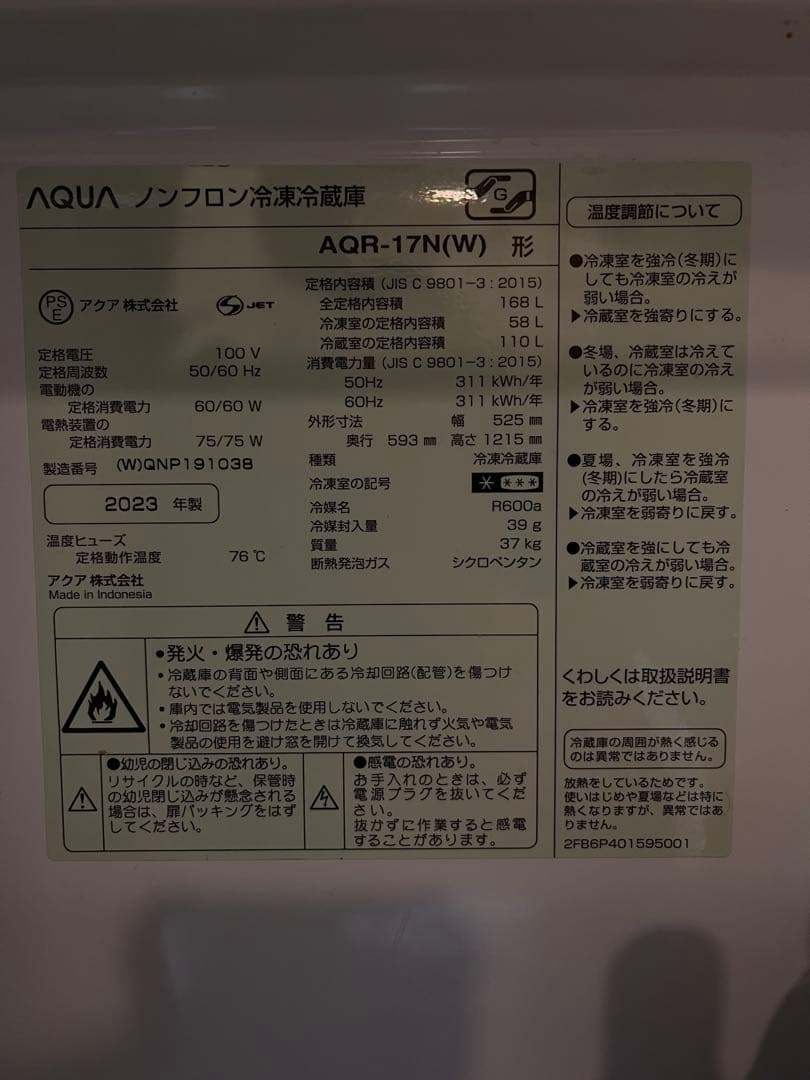 AQUA ノンフロン冷凍冷蔵庫
G
AQR-17N(W) 形
PS
E
アクア 株式会社
JET
定格電圧 100 V
定格周波数 50/60 Hz
電動機の
定格消費電力 60/60 W
電熱装置の
定格消費電力 75/75 W
製造番号 (W)QNP191038
2023 年製
温度ヒューズ
定格動作温度 76 ℃
アクア 株式会社
Made in Indonesia
定格内容積 (JIS C 9801-3 : 2015)
全定格内容積 168 L
冷凍室の定格内容積 58 L
冷蔵室の定格内容積 110 L
消費電力量 (JIS C 9801-3 : 2015)
50Hz 311 kWh/年
60Hz 311 kWh/年
外形寸法 幅 525 ㎜
奥行 593 ㎜ 高さ 1215 ㎜
種類 冷凍冷蔵庫
冷凍室の記号 * ***
冷媒名 R600a
冷媒封入量 39 g
質量 37 kg
断熱発泡ガス シクロペンタン
警 告
●発火・爆発の恐れあり
・冷蔵庫の背面や側面にある冷却回路(配管)を傷つけ
ないでください。
・庫内では電気製品を使用しないでください。
・冷却回路を傷つけたときは冷蔵庫に触れず火気や電気
製品の使用を避け窓を開けて換気してください。
●幼児の閉じ込みの恐れあり。
リサイクルの時など、保管時
の幼児閉じ込みが懸念される
場合は、扉パッキングをはず
してください。
●感電の恐れあり。
お手入れのときは、必ず
電源プラグを抜いてくだ
さい。
抜かずに作業すると感電
することがあります。
温度調節について
●冷凍室を強冷(冬期)に
しても冷凍室の冷えが
弱い場合。
▶冷蔵室を強寄りにする。
●冬場、冷蔵室は冷えて
いるのに冷凍室の冷え
が弱い場合。
▶冷凍室を強冷(冬期)に
する。
●夏場、冷凍室を強冷
(冬期)にしたら冷蔵室
の冷えが弱い場合。
▶冷凍室を弱寄りに戻す。
●冷蔵室を強にしても冷
蔵室の冷えが弱い場合。
▶冷凍室を弱寄りに戻す。
くわしくは取扱説明書
をお読みください。
冷蔵庫の周囲が熱く感じる
のは異常ではありません。
放熱をしているためです。
使いはじめや夏場などは特に
熱くなりますが、異常ではあ
りません。
2FB6P401595001